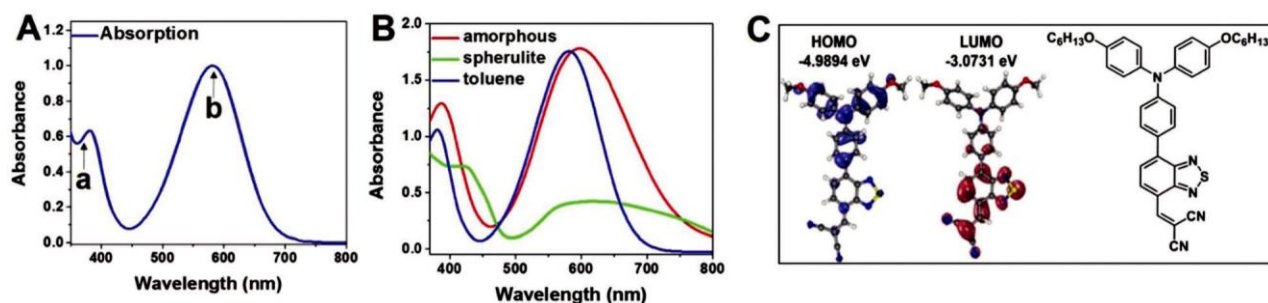 A
Absorption
Absorbance
1.2
1.0
0.8
0.6
0.4
0.2
0.0
a
b
400 500 600 700 800
Wavelength (nm)
B
amorphous
spherulite
toluene
Absorbance
2.0
1.5
1.0
0.5
0.0
400 500 600 700 800
Wavelength (nm)
C
HOMO
-4.9894 eV
LUMO
-3.0731 eV
C6H13O
OC6H13
N
N
S
N
CN
CN